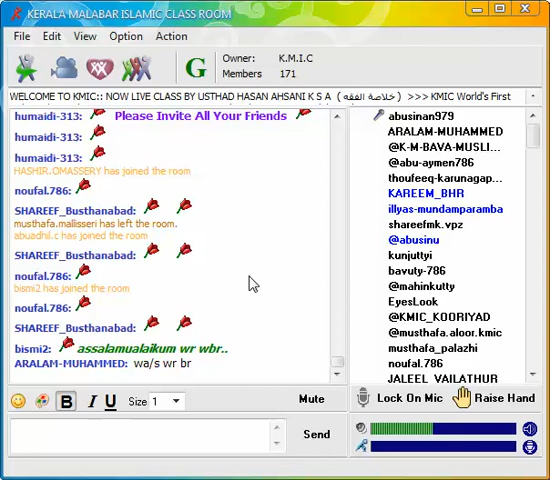 KERALA MALABAR ISLAMIC CLASS ROOM
File Edit View Option Action
G
Owner: K.M.I.C
Members 171
WELCOME TO KMIC:: NOW LIVE CLASS BY USTHAD HASAN AHSANI K S A ( خلاصة الفقه ) >>> KMIC World's First
humaidi-313: Please Invite All Your Friends
humaidi-313:
humaidi-313:
HASHIR.OMASSERY has joined the room
noufal.786:
SHAREEF_Busthanabad:
musthafa.malisseri has left the room.
abuadhil.c has joined the room
SHAREEF_Busthanabad:
noufal.786:
bismi2 has joined the room
noufal.786:
SHAREEF_Busthanabad:
bismi2: assalamualaikum wr wbr..
ARALAM-MUHAMMED: wa/s wr br
abusinan979
ARALAM-MUHAMMED
@K-M-BAVA-MUSLI...
@abu-aymen786
thoufeeq-karunagap...
KAREEM_BHR
illyas-mundamparamba
shareefmk.vpz
@abusinu
kunjuttyi
bavuty-786
@mahinkutty
EyesLook
@KMIC_KOORIYAD
@musthafa.aloor.kmic
musthafa_palazhi
noufal.786
JALEEL_VAILATHUR
B I U Size 1 Mute
Lock On Mic Raise Hand
Send